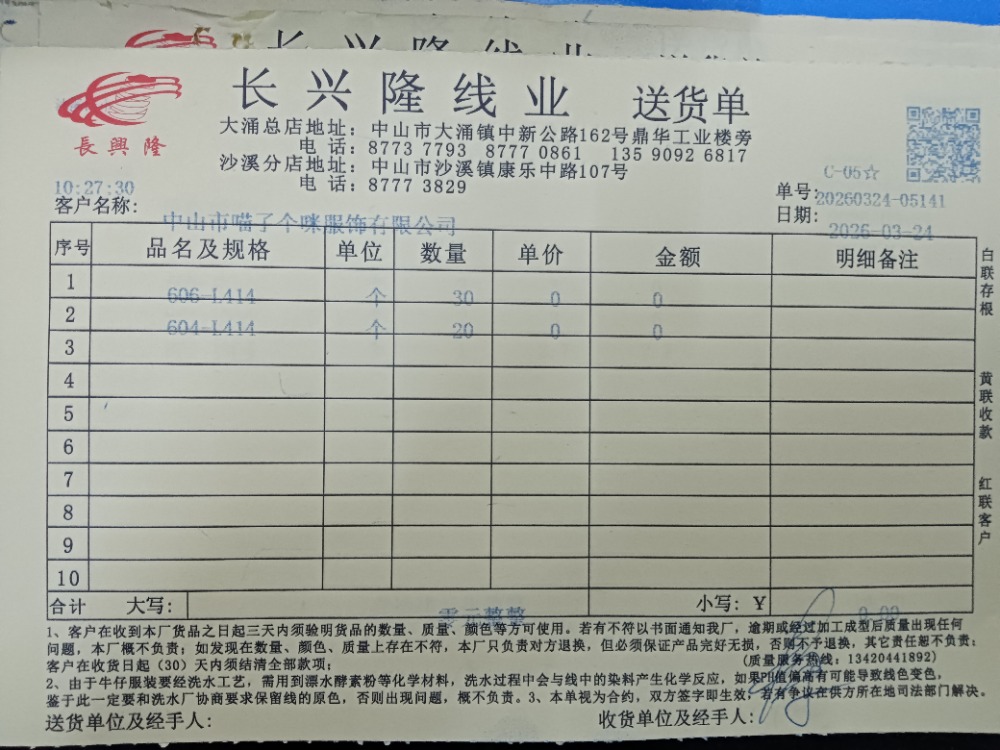 长兴隆线业 送货单
長興隆
大涌总店地址：中山市大涌镇中新公路162号鼎华工业楼旁
电话：8773 7793 8777 0861 135 9092 6817
沙溪分店地址：中山市沙溪镇康乐中路107号
电话：8777 3829
C-05☆
10:27:30
单号：20260324-05141
客户名称：中山市喵了个咪服饰有限公司
日期：2026-03-24
序号 品名及规格 单位 数量 单价 金额 明细备注
1 606-L414 个 30 0 0
2 604-L414 个 20 0 0
3
4
5
6
7
8
9
10
合计 大写：零元整整 小写：¥ 0.00
白联存根
黄联收款
红联客户
1、客户在收到本厂货品之日起三天内须验明货品的数量、质量、颜色等方可使用。若有不符以书面通知我厂，逾期或经过加工成型后质量出现任何
问题，本厂概不负责；如发现在数量、颜色、质量上存在不符，本厂只负责对方退换，但必须保证产品完好无损，否则不予退换，其它责任恕不负责；
客户在收货日起（30）天内须结清全部款项； （质量服务热线：13420441892）
2、由于牛仔服装要经洗水工艺，需用到漂水酵素粉等化学材料，洗水过程中会与线中的染料产生化学反应，如果PH值偏高有可能导致线色变色，
鉴于此一定要和洗水厂协商要求保留线的原色，否则出现问题，概不负责。3、本单视为合约，双方签字即生效，若有争议在供方所在地司法部门解决。
送货单位及经手人： 收货单位及经手人：